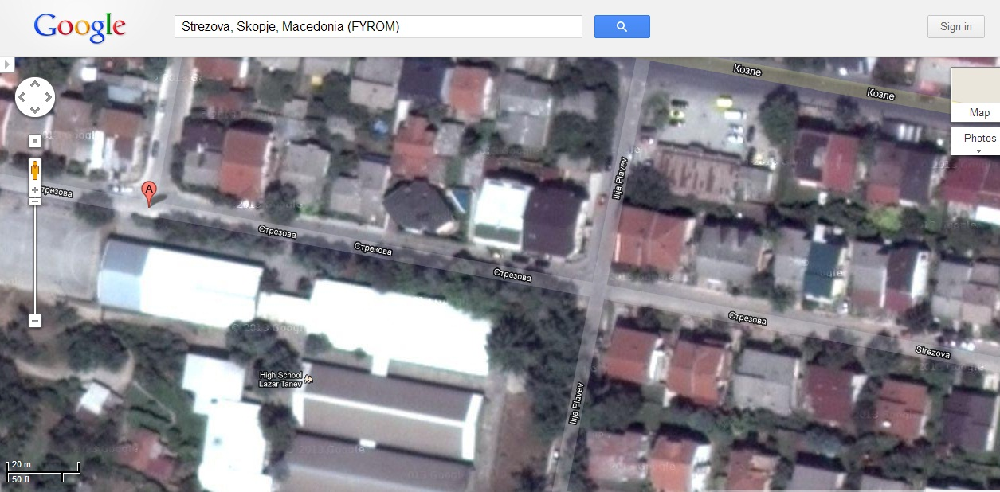 Google
Strezova, Skopje, Macedonia (FYROM)
Sign in
Козле
Козле
Map
Photos
Ilija Plavev
A
Стрезова
Стрезова
Стрезова
Стрезова
Strezova
High School
Lazar Tanev
Ilija Plavev
20 m
50 ft